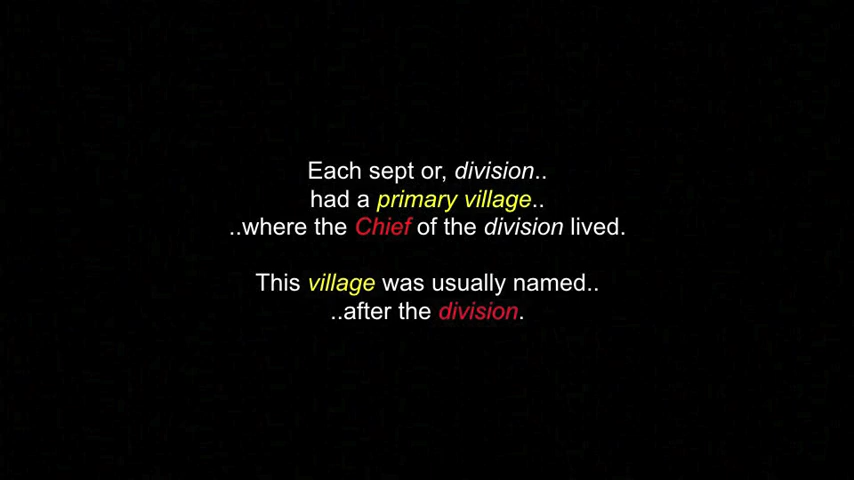 Each sept or, division..
had a primary village..
..where the Chief of the division lived.
This village was usually named..
..after the division.